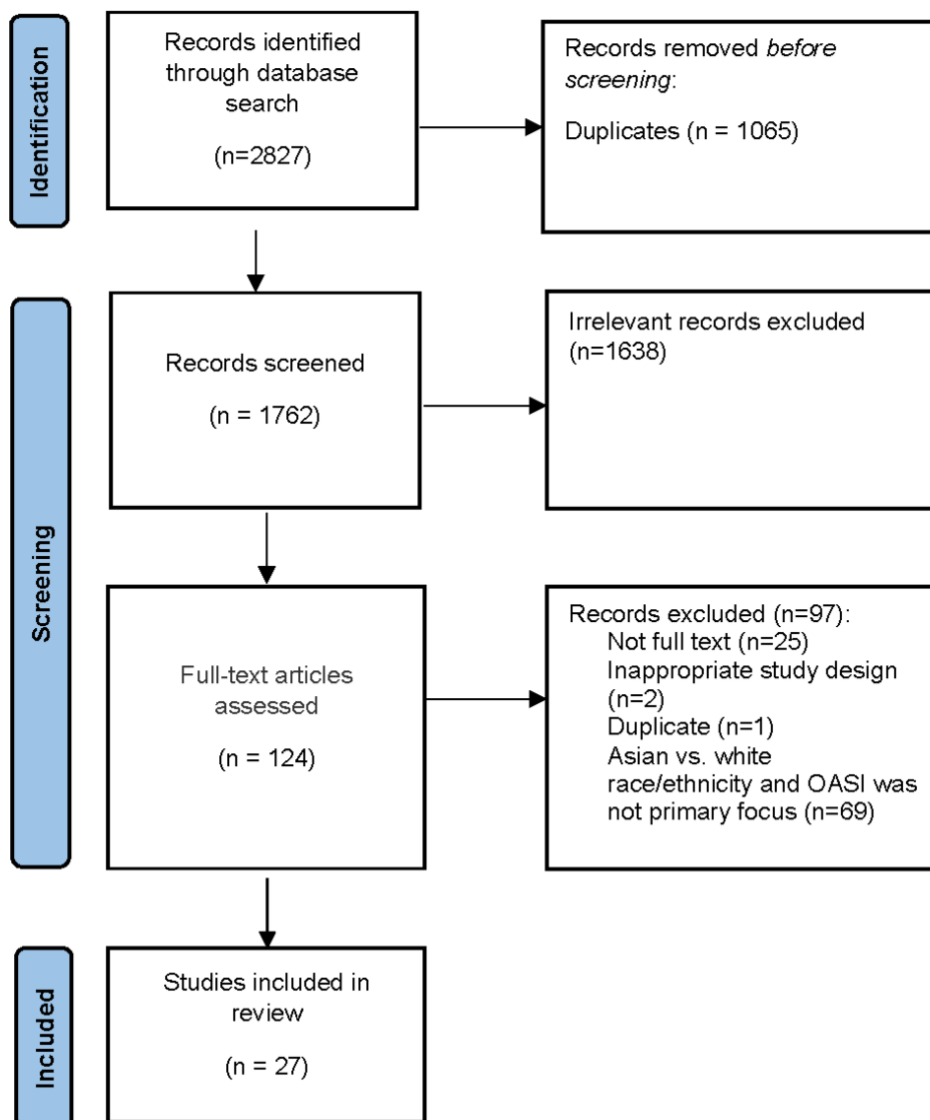 Identification
Records identified
through database
search
(n=2827)
Records removed before
screening:
Duplicates (n = 1065)
Screening
Records screened
(n = 1762)
Irrelevant records excluded
(n=1638)
Full-text articles
assessed
(n = 124)
Records excluded (n=97):
Not full text (n=25)
Inappropriate study design
(n=2)
Duplicate (n=1)
Asian vs. white
race/ethnicity and OASI was
not primary focus (n=69)
Included
Studies included in
review
(n = 27)